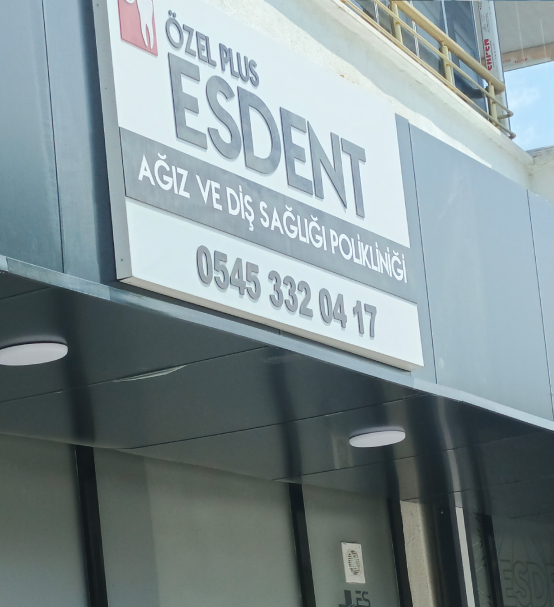 ÖZEL PLUS
ESDENT
AĞIZ VE DİŞ SAĞLIĞI POLİKLİNİĞİ
0545 332 04 17